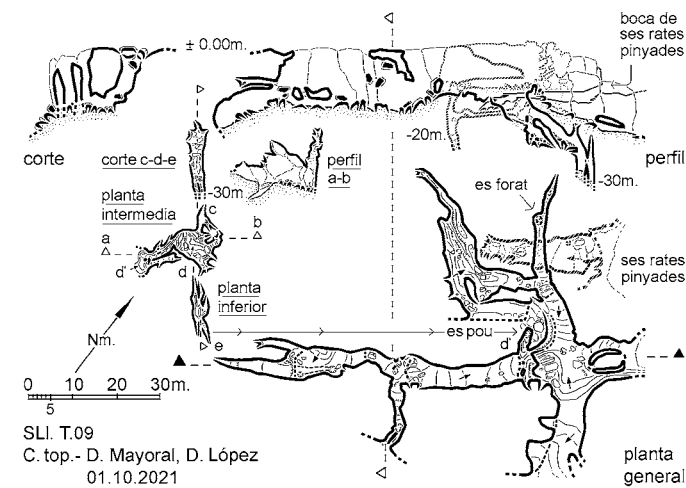 boca de
ses rates
pinyades
± 0.00m.
-20m.
corte
corte c-d-e
perfil
a-b
perfil
-30m.
-30m.
planta
intermedia
es forat
c
a
b
ses rates
pinyades
d'
d
planta
inferior
Nm.
es pou
d'
e
0 10 20 30m.
5
SLI. T.09
C. top.- D. Mayoral, D. López
01.10.2021
planta
general